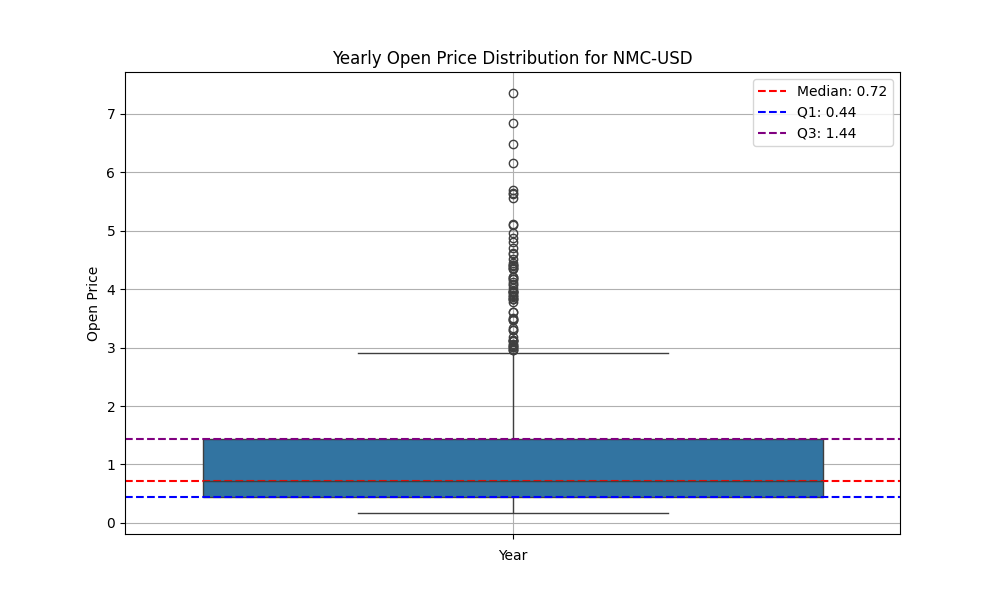 Yearly Open Price Distribution for NMC-USD
Median: 0.72
Q1: 0.44
Q3: 1.44
7
6
5
4
3
2
1
0
Open Price
Year